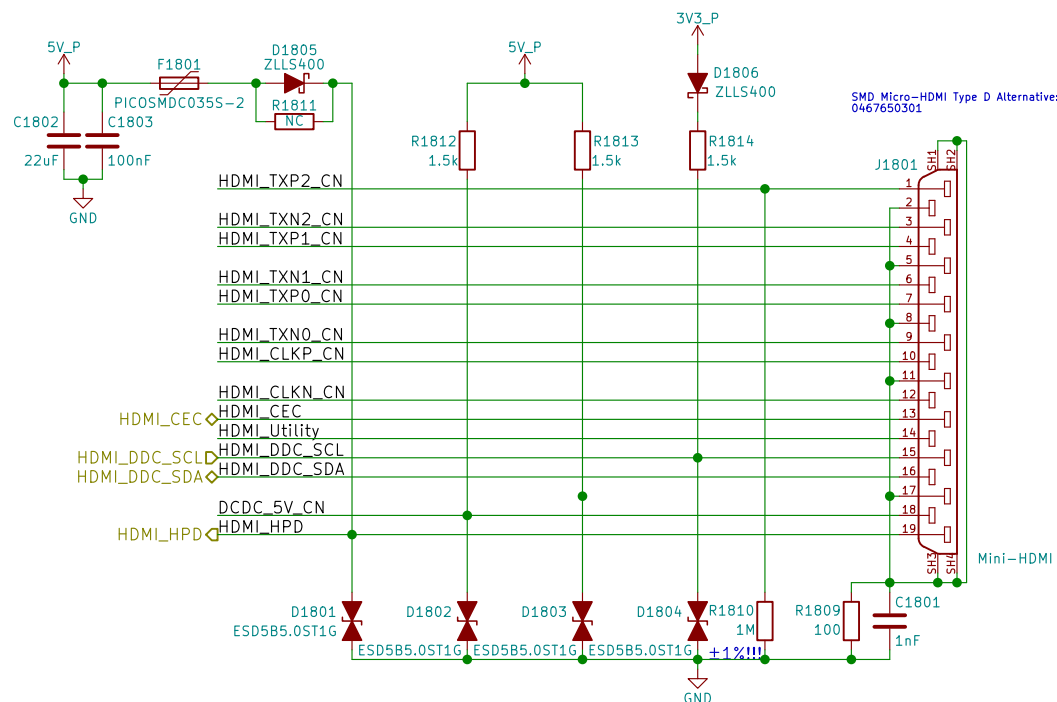 5V_P
F1801
PICOSMDC035S-2
D1805
ZLLS400
R1811
NC
C1802
22uF
C1803
100nF
GND
5V_P
R1812
1.5k
R1813
1.5k
3V3_P
D1806
ZLLS400
R1814
1.5k
SMD Micro-HDMI Type D Alternative:
0467650301
J1801
SH1
SH2
HDMI_TXP2_CN
1
2
HDMI_TXN2_CN
3
HDMI_TXP1_CN
4
5
HDMI_TXN1_CN
6
HDMI_TXP0_CN
7
8
HDMI_TXN0_CN
9
HDMI_CLKP_CN
10
11
HDMI_CLKN_CN
12
HDMI_CEC
HDMI_CEC
13
HDMI_Utility
14
HDMI_DDC_SCL
HDMI_DDC_SCL
15
HDMI_DDC_SDA
HDMI_DDC_SDA
16
17
DCDC_5V_CN
18
HDMI_HPD
HDMI_HPD
19
SH3
SH4
Mini-HDMI
D1801
ESD5B5.0ST1G
D1802
ESD5B5.0ST1G
D1803
ESD5B5.0ST1G
D1804
ESD5B5.0ST1G
R1810
1M
±1%!!!
R1809
100
C1801
1nF
GND